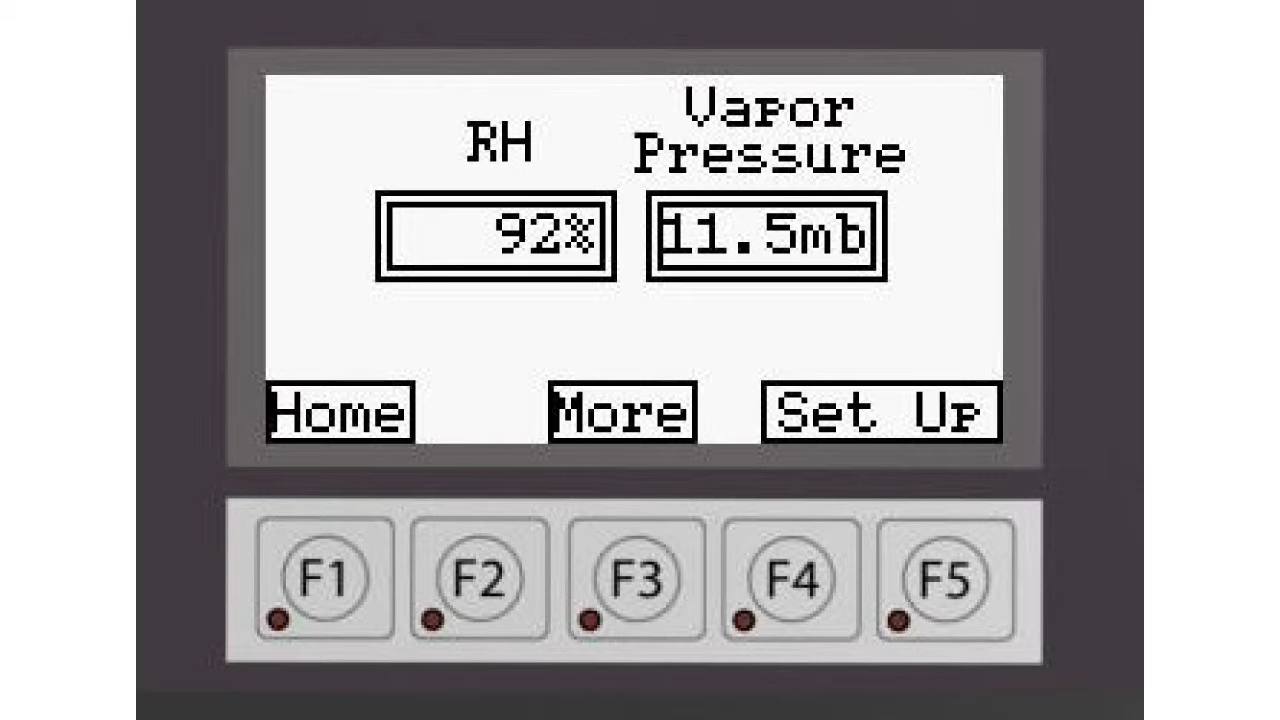 RH
Vapor
Pressure
92%
11.5mb
Home
More
Set Up
F1
F2
F3
F4
F5